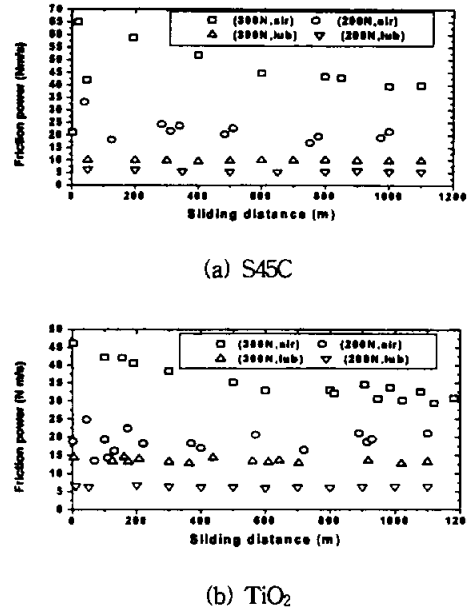 70
65
60
55
50
45
40
35
30
25
20
15
10
5
0
Friction power (Nm/s)
(300N,air) (200N,air)
(300N,lub) (200N,lub)
0 200 400 600 800 1000 1200
Sliding distance (m)
(a) S45C
50
45
40
35
30
25
20
15
10
5
0
Friction power (N m/s)
(300N,air) (200N,air)
(300N,lub) (200N,lub)
0 200 400 600 800 1000 120
Sliding distance (m)
(b) TiO₂